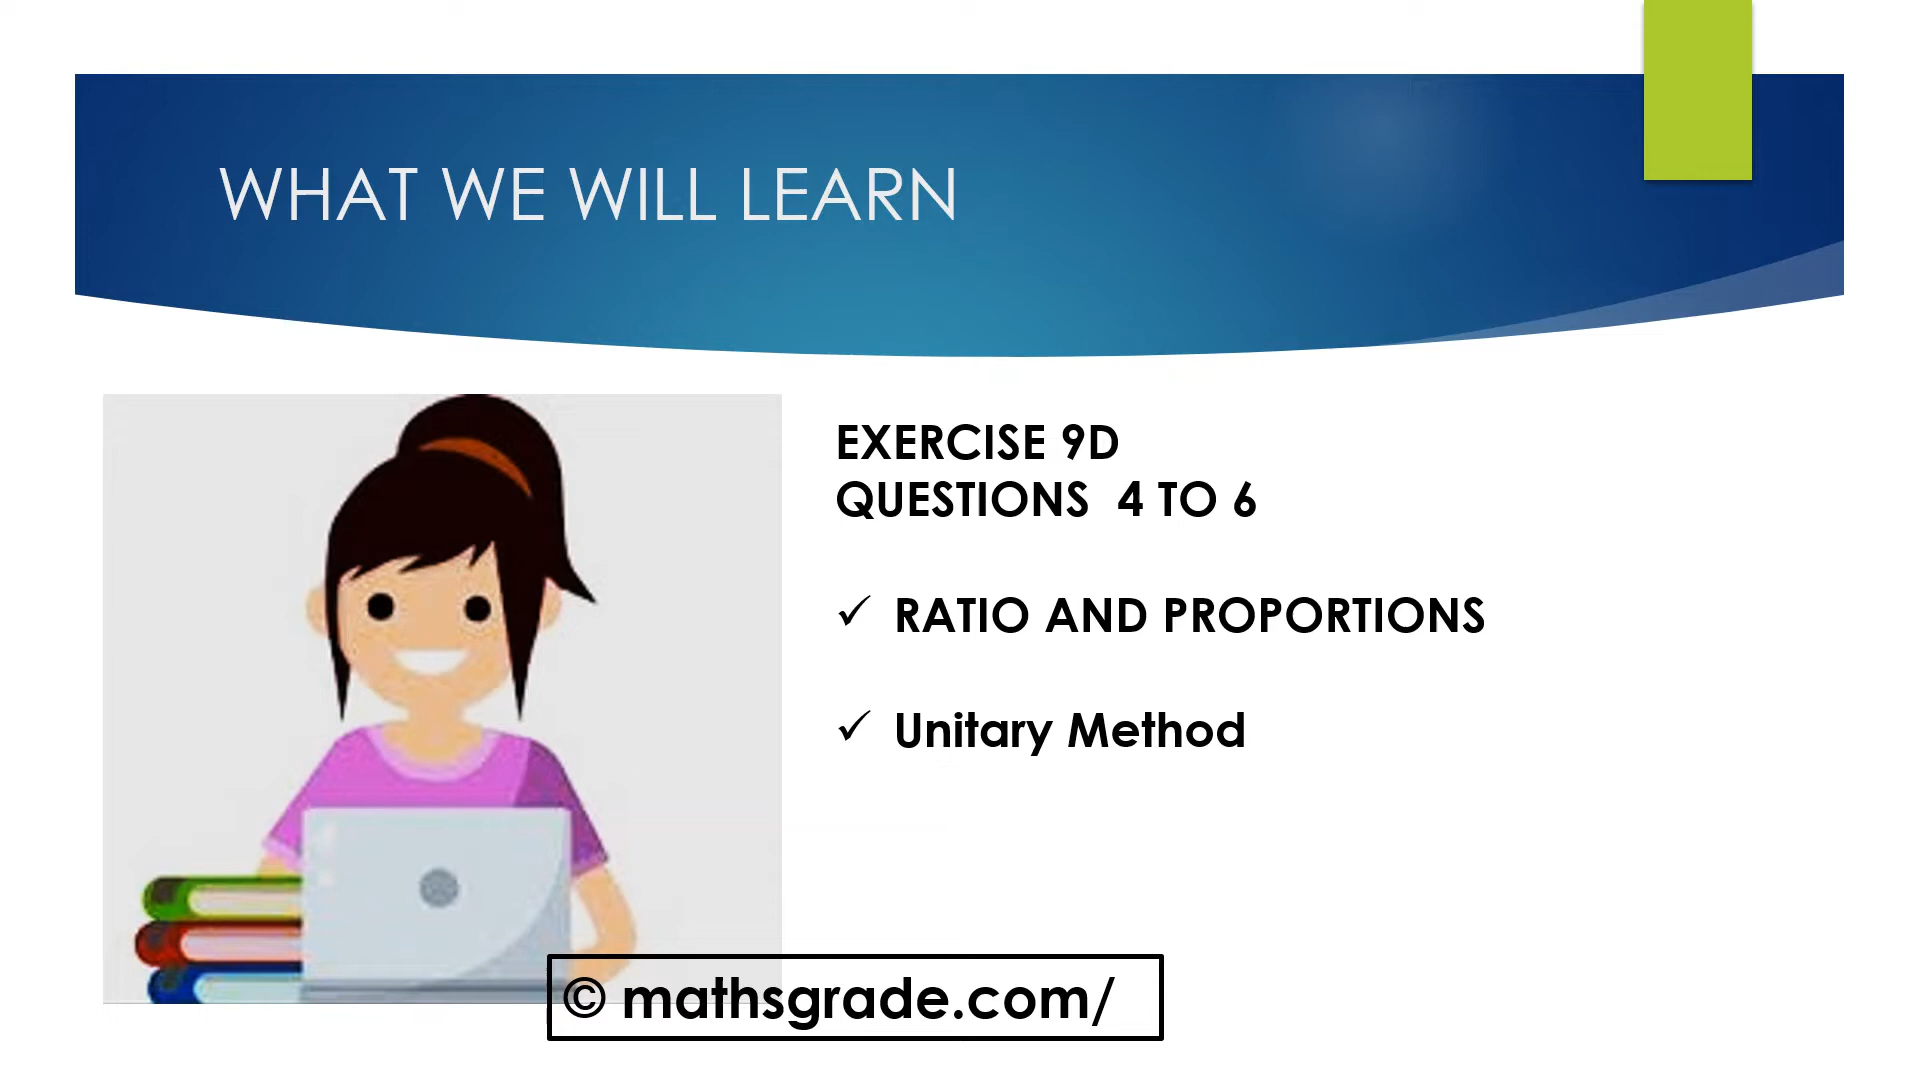 WHAT WE WILL LEARN
EXERCISE 9D
QUESTIONS 4 TO 6
✓ RATIO AND PROPORTIONS
✓ Unitary Method
© mathsgrade.com/